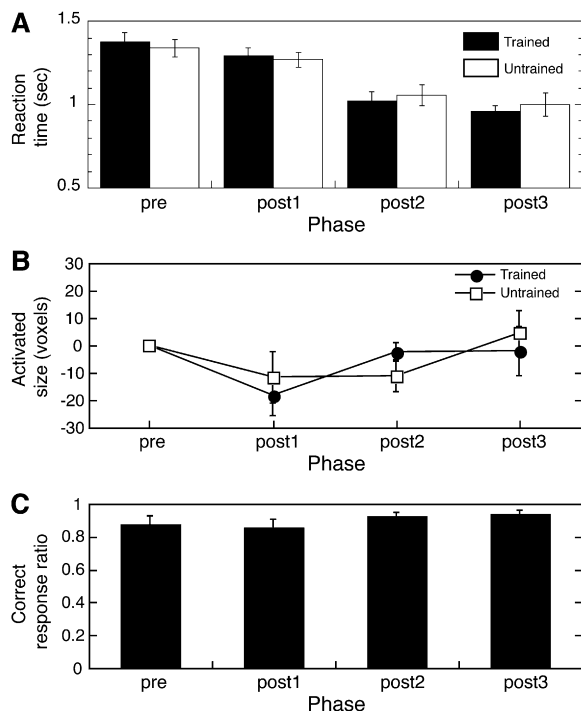 A
Reaction
time (sec)
1.5
1
0.5
Trained
Untrained
pre post1 post2 post3
Phase
B
Activated
size (voxels)
30
20
10
0
-10
-20
-30
Trained
Untrained
pre post1 post2 post3
Phase
C
Correct
response ratio
1
0.8
0.6
0.4
0.2
0
pre post1 post2 post3
Phase